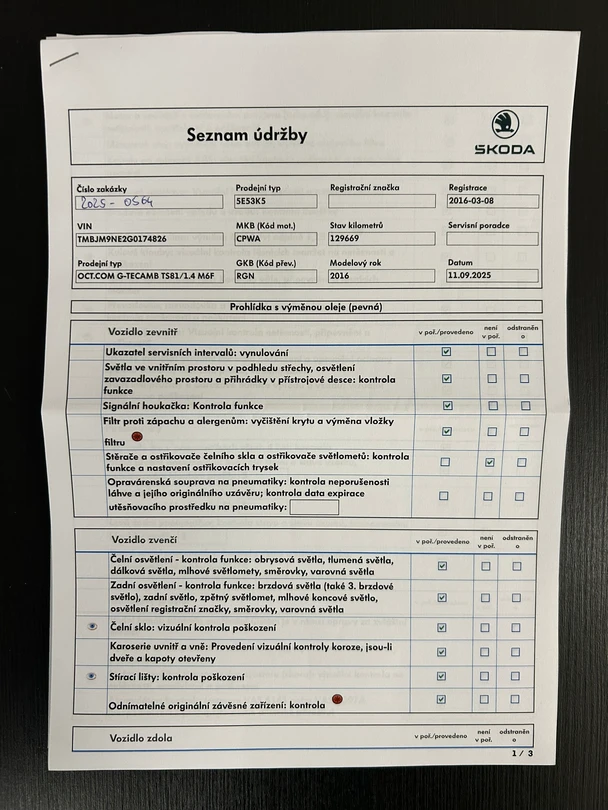 Seznam údržby
ŠKODA
Číslo zakázky
Prodejní typ
Registrační značka
Registrace
2025 - 0564
5E53K5
2016-03-08
VIN
MKB (Kód mot.)
Stav kilometrů
Servisní poradce
TMBJM9NE2G0174826
CPWA
129669
Prodejní typ
GKB (Kód přev.)
Modelový rok
Datum
OCT.COM G-TECAMB TS81/1.4 M6F
RGN
2016
11.09.2025
Prohlídka s výměnou oleje (pevná)
Vozidlo zevnitř
v poř./provedeno
není
v poř.
odstraněn
o
Ukazatel servisních intervalů: vynulování
Světla ve vnitřním prostoru v podhledu střechy, osvětlení
zavazadlového prostoru a přihrádky v přístrojové desce: kontrola
funkce
Signální houkačka: Kontrola funkce
Filtr proti zápachu a alergenům: vyčištění krytu a výměna vložky
filtru
Stěrače a ostřikovače čelního skla a ostřikovače světlometů: kontrola
funkce a nastavení ostřikovacích trysek
Opravárenská souprava na pneumatiky: kontrola neporušenosti
láhve a jejího originálního uzávěru; kontrola data expirace
utěsňovacího prostředku na pneumatiky:
Vozidlo zvenčí
v poř./provedeno
není
v poř.
odstraněn
o
Čelní osvětlení - kontrola funkce: obrysová světla, tlumená světla,
dálková světla, mlhové světlomety, směrovky, varovná světla
Zadní osvětlení - kontrola funkce: brzdová světla (také 3. brzdové
světlo), zadní světlo, zpětný světlomet, mlhové koncové světlo,
osvětlení registrační značky, směrovky, varovná světla
Čelní sklo: vizuální kontrola poškození
Karoserie uvnitř a vně: Provedení vizuální kontroly koroze, jsou-li
dveře a kapoty otevřeny
Stírací lišty: kontrola poškození
Odnímatelné originální závěsné zařízení: kontrola
Vozidlo zdola
v poř./provedeno
není
v poř.
odstraněn
o
1 / 3